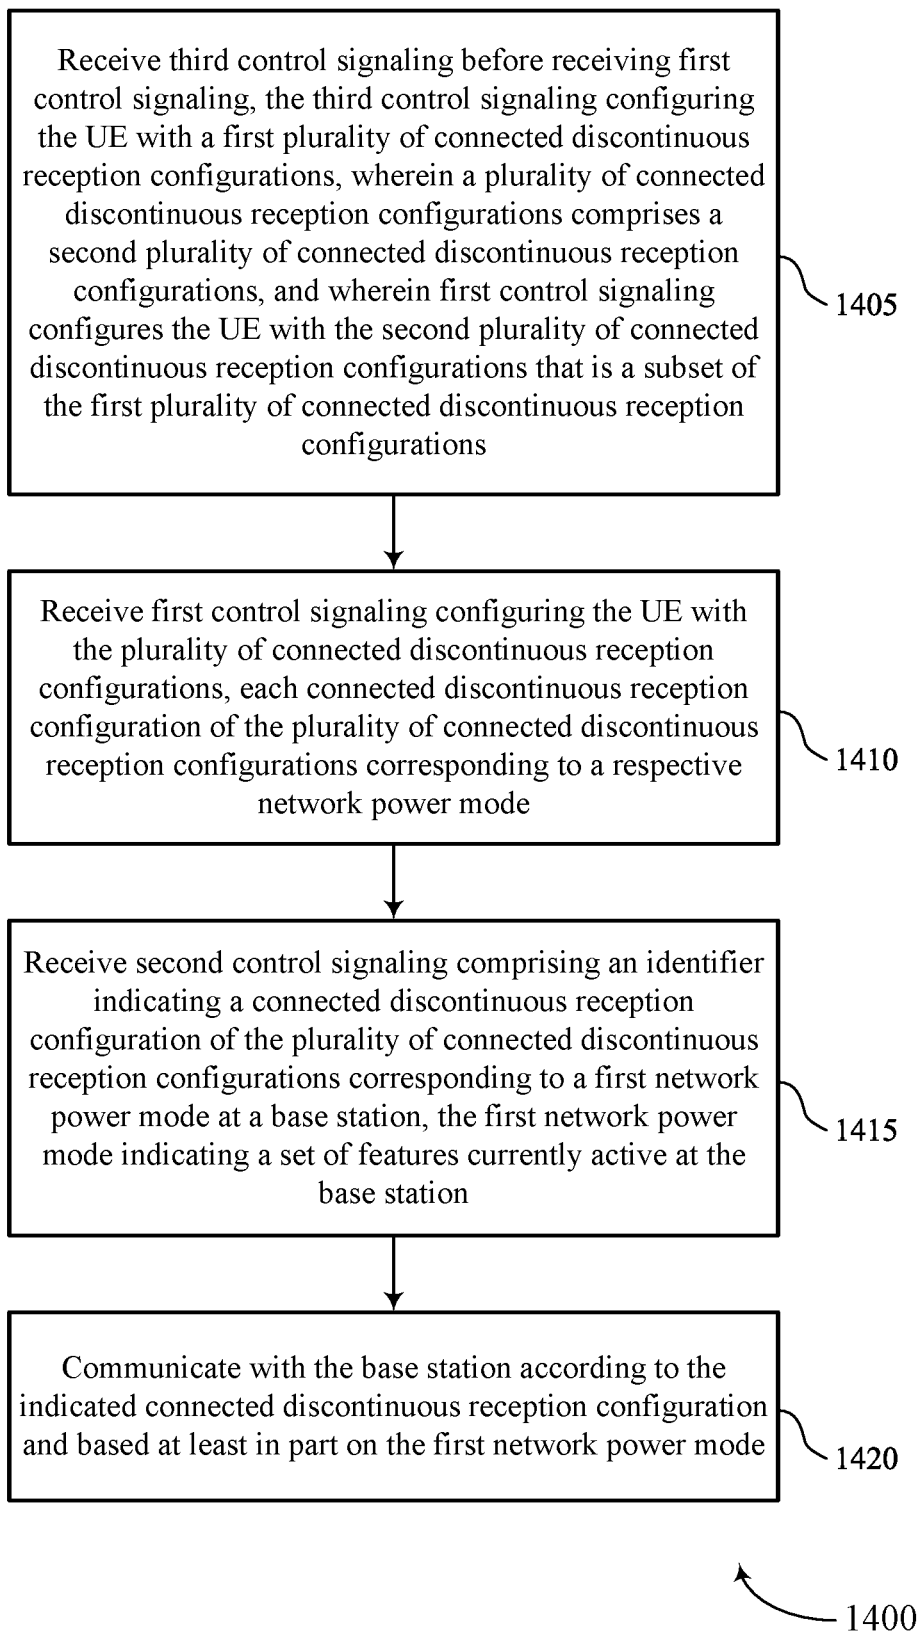 Receive third control signaling before receiving first
control signaling, the third control signaling configuring
the UE with a first plurality of connected discontinuous
reception configurations, wherein a plurality of connected
discontinuous reception configurations comprises a
second plurality of connected discontinuous reception
configurations, and wherein first control signaling
configures the UE with the second plurality of connected
discontinuous reception configurations that is a subset of
the first plurality of connected discontinuous reception
configurations
1405
Receive first control signaling configuring the UE with
the plurality of connected discontinuous reception
configurations, each connected discontinuous reception
configuration of the plurality of connected discontinuous
reception configurations corresponding to a respective
network power mode
1410
Receive second control signaling comprising an identifier
indicating a connected discontinuous reception
configuration of the plurality of connected discontinuous
reception configurations corresponding to a first network
power mode at a base station, the first network power
mode indicating a set of features currently active at the
base station
1415
Communicate with the base station according to the
indicated connected discontinuous reception configuration
and based at least in part on the first network power mode
1420
1400